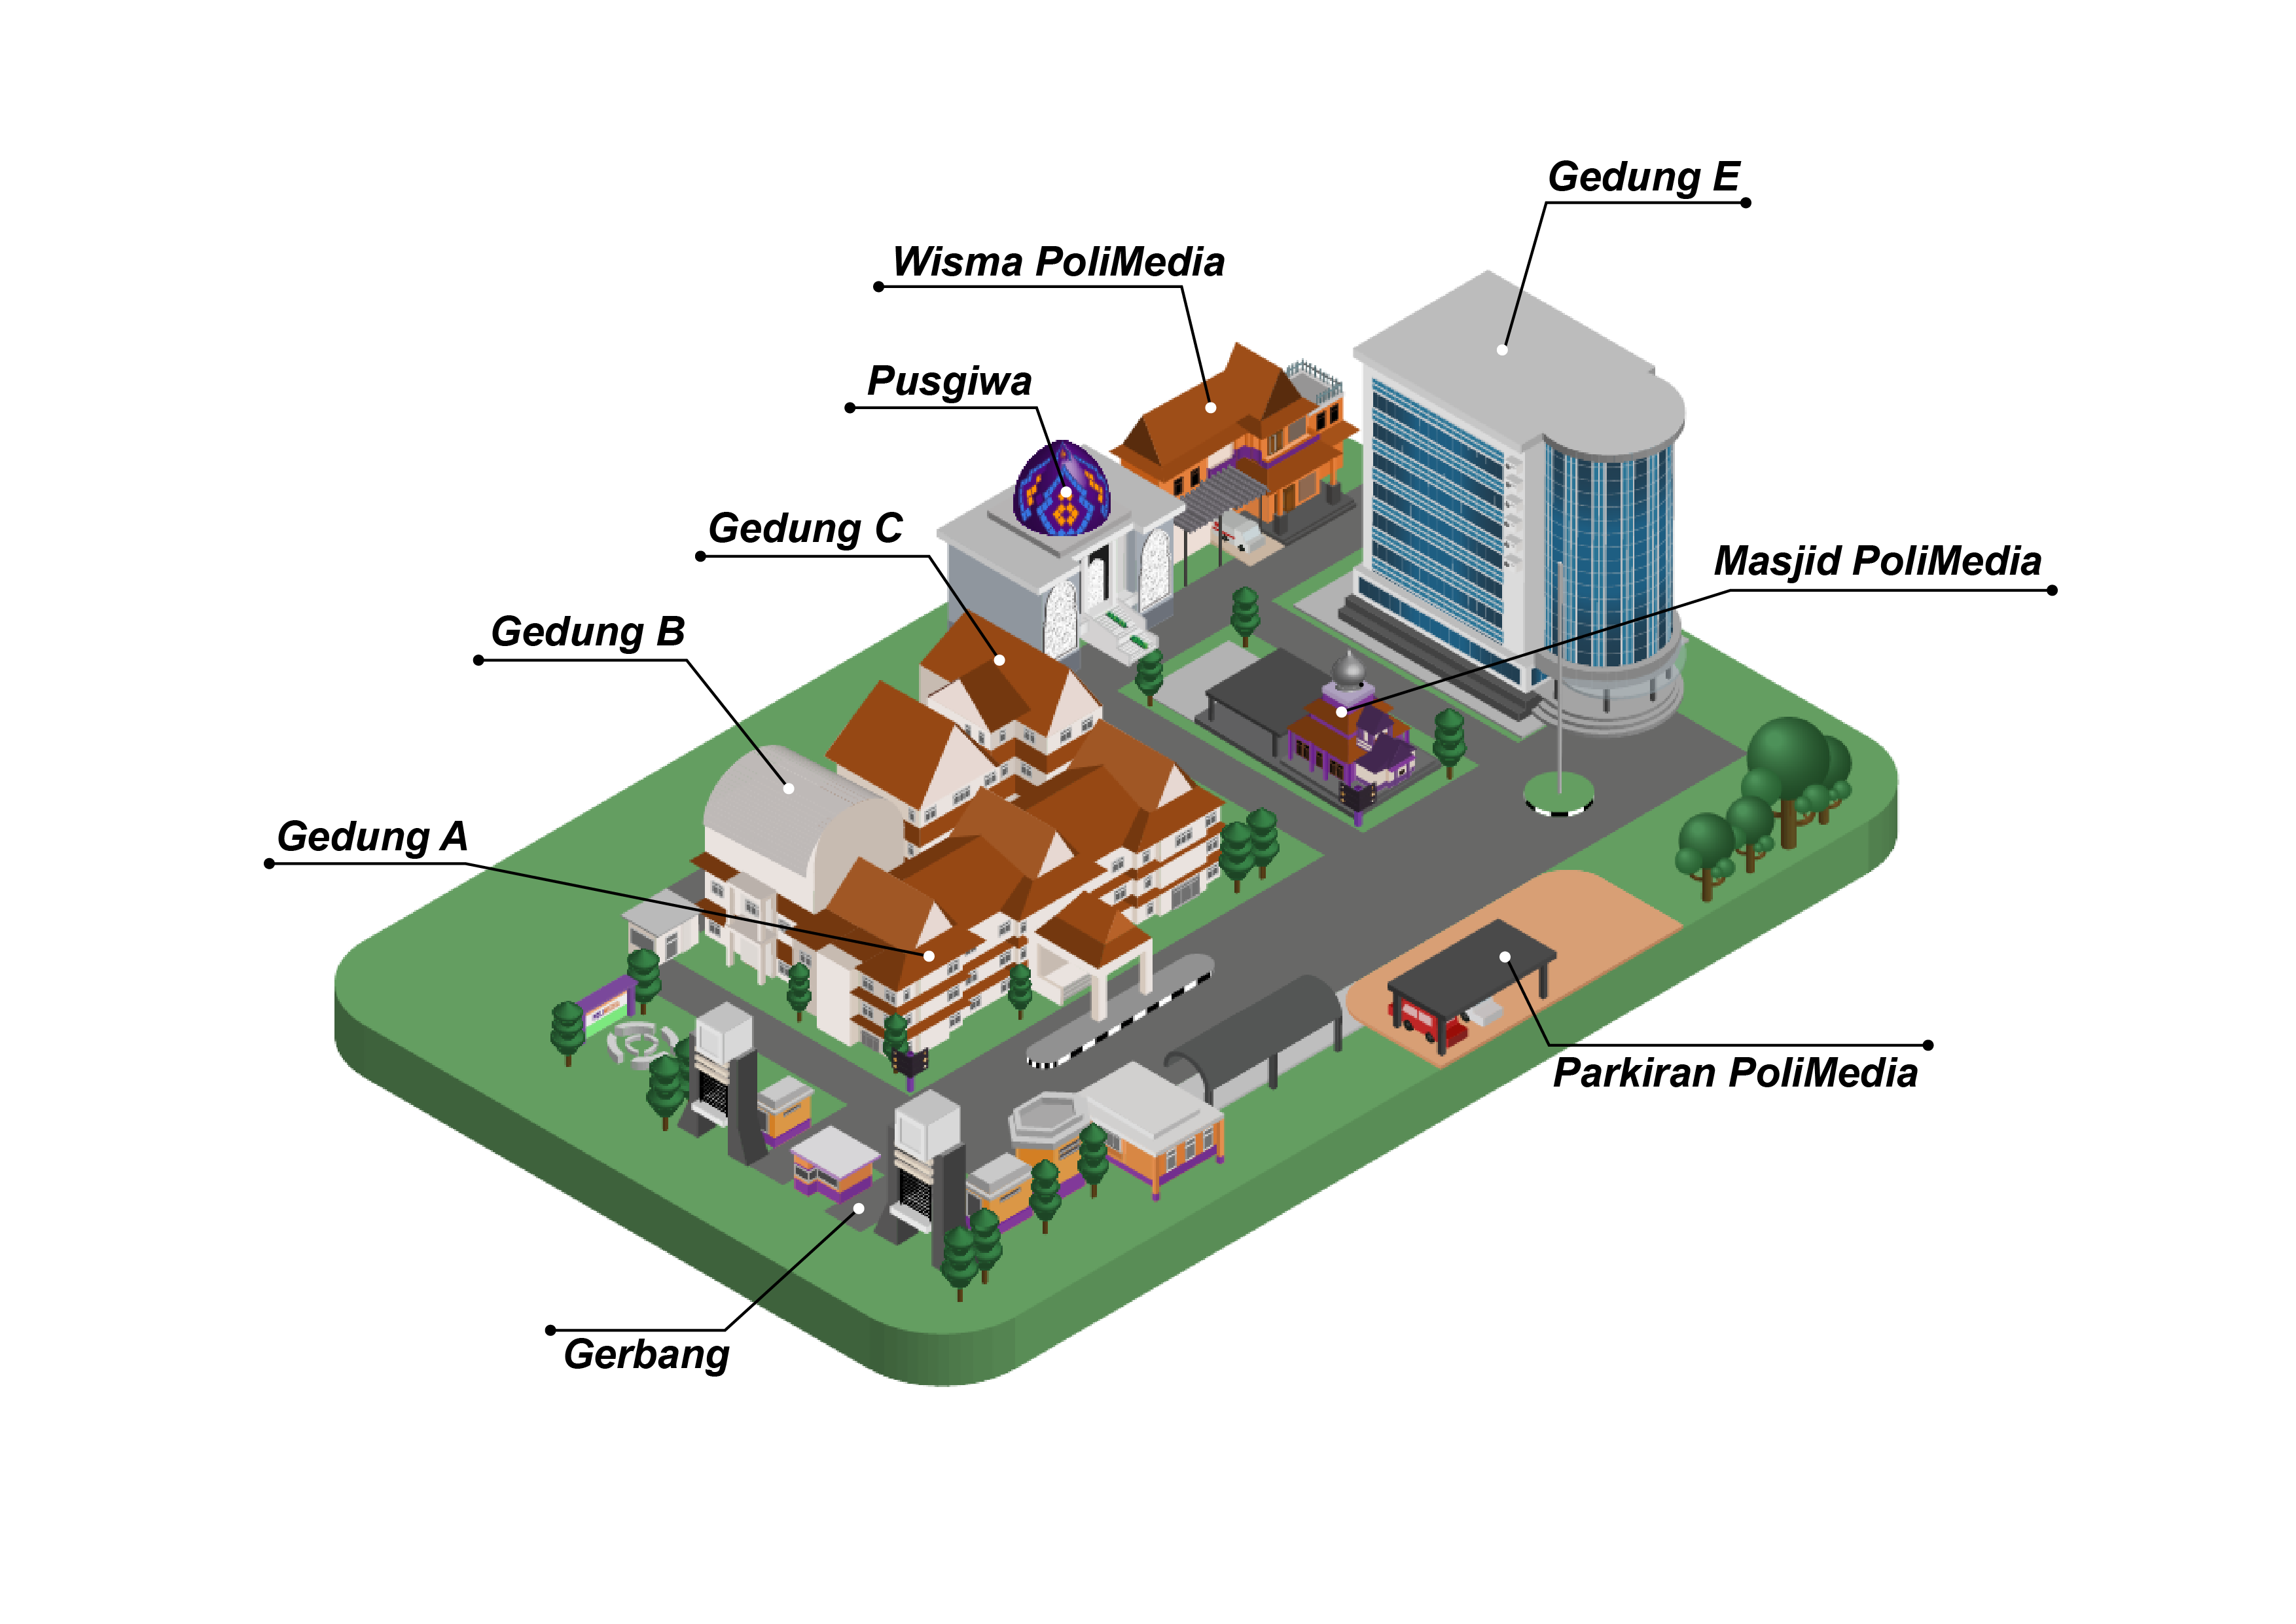 Gedung E
Wisma PoliMedia
Pusgiwa
Gedung C
Masjid PoliMedia
Gedung B
Gedung A
Parkiran PoliMedia
Gerbang